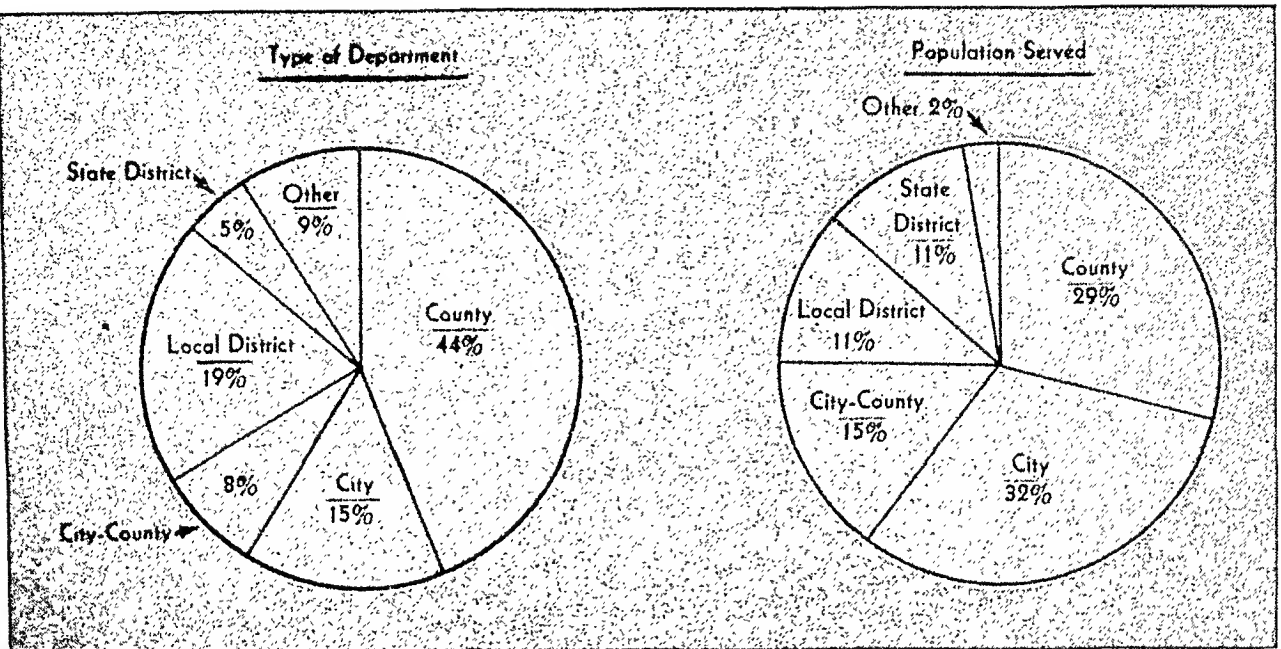 Type of Department
State District
Other
9%
5%
County
44%
Local District
19%
8%
City
15%
City-County
Population Served
Other 2%
State
District
11%
County
29%
Local District
11%
City-County
15%
City
32%